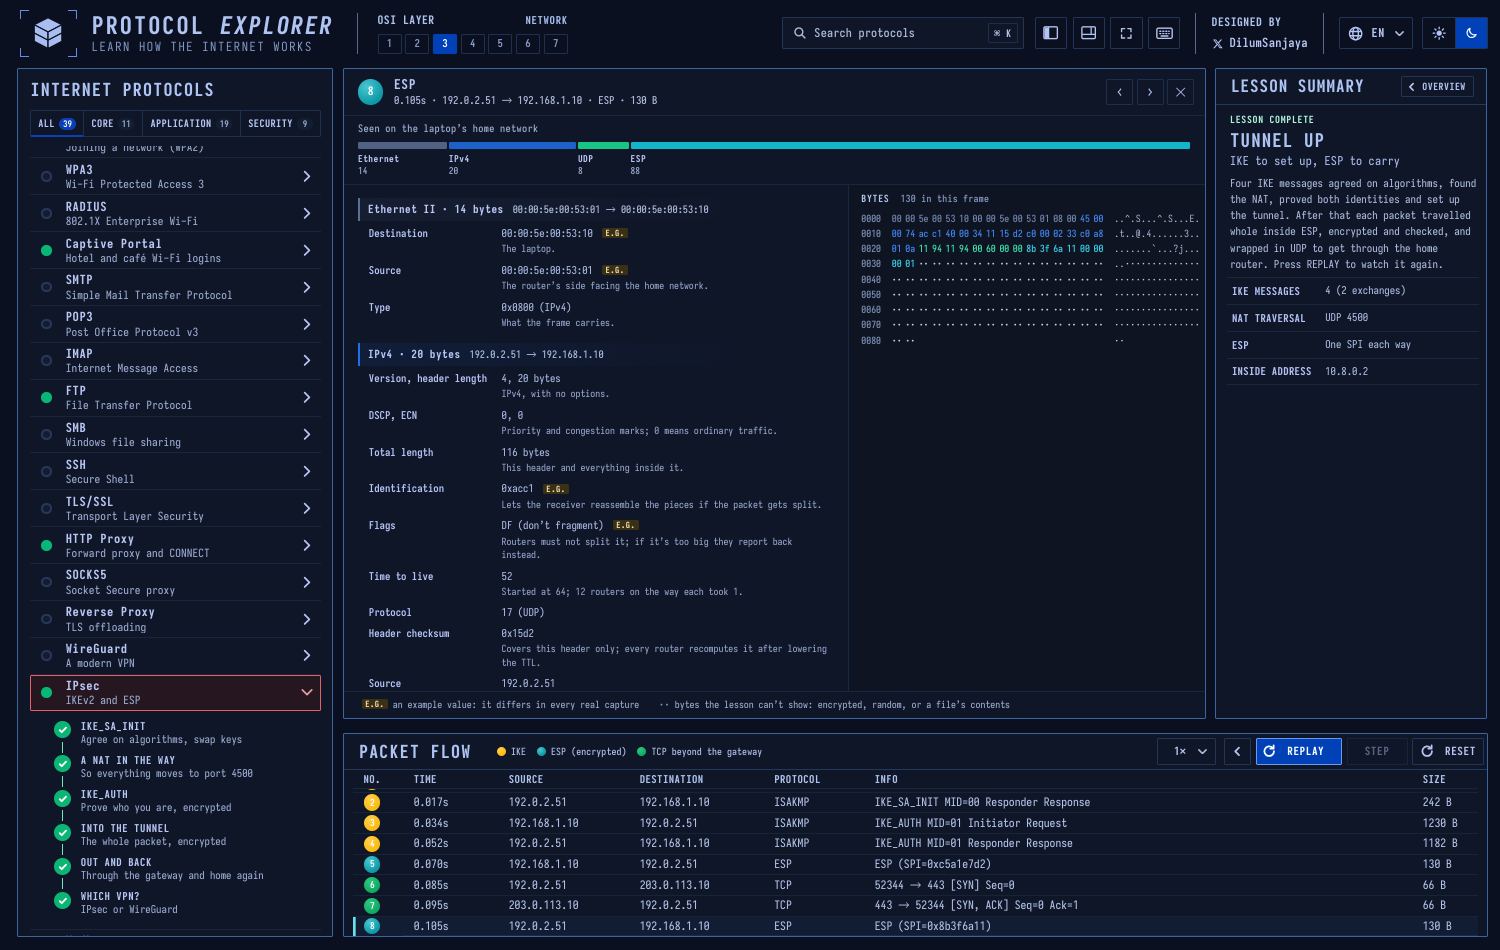 PROTOCOL EXPLORER
LEARN HOW THE INTERNET WORKS
OSI LAYER NETWORK
1 2 3 4 5 6 7
Search protocols ⌘ K
DESIGNED BY
DilumSanjaya
EN
INTERNET PROTOCOLS
ALL 39 CORE 11 APPLICATION 19 SECURITY 9
Joining a network (WPA2)
WPA3
Wi-Fi Protected Access 3
RADIUS
802.1X Enterprise Wi-Fi
Captive Portal
Hotel and café Wi-Fi logins
SMTP
Simple Mail Transfer Protocol
POP3
Post Office Protocol v3
IMAP
Internet Message Access
FTP
File Transfer Protocol
SMB
Windows file sharing
SSH
Secure Shell
TLS/SSL
Transport Layer Security
HTTP Proxy
Forward proxy and CONNECT
SOCKS5
Socket Secure proxy
Reverse Proxy
TLS offloading
WireGuard
A modern VPN
IPsec
IKEv2 and ESP
IKE_SA_INIT
Agree on algorithms, swap keys
A NAT IN THE WAY
So everything moves to port 4500
IKE_AUTH
Prove who you are, encrypted
INTO THE TUNNEL
The whole packet, encrypted
OUT AND BACK
Through the gateway and home again
WHICH VPN?
IPsec or WireGuard
8 ESP
0.105s · 192.0.2.51 → 192.168.1.10 · ESP · 130 B
Seen on the laptop's home network
Ethernet IPv4 UDP ESP
14 20 8 88
Ethernet II · 14 bytes 00:00:5e:00:53:01 → 00:00:5e:00:53:10
Destination 00:00:5e:00:53:10 E.G.
The laptop.
Source 00:00:5e:00:53:01 E.G.
The router's side facing the home network.
Type 0x0800 (IPv4)
What the frame carries.
IPv4 · 20 bytes 192.0.2.51 → 192.168.1.10
Version, header length 4, 20 bytes
IPv4, with no options.
DSCP, ECN 0, 0
Priority and congestion marks; 0 means ordinary traffic.
Total length 116 bytes
This header and everything inside it.
Identification 0xacc1 E.G.
Lets the receiver reassemble the pieces if the packet gets split.
Flags DF (don't fragment) E.G.
Routers must not split it; if it's too big they report back
instead.
Time to live 52
Started at 64; 12 routers on the way each took 1.
Protocol 17 (UDP)
Header checksum 0x15d2
Covers this header only; every router recomputes it after lowering
the TTL.
Source 192.0.2.51
BYTES 130 in this frame
0000 00 00 5e 00 53 10 00 00 5e 00 53 01 08 00 45 00 ..^.S...^.S...E.
0010 00 74 ac c1 40 00 34 11 15 d2 c0 00 02 33 c0 a8 .t..@.4......3..
0020 01 0a 11 94 11 94 00 60 00 00 8b 3f 6a 11 00 00 .......`...?j...
0030 00 01 ·· ·· ·· ·· ·· ·· ·· ·· ·· ·· ·· ·· ·· ·· ..··············
0040 ·· ·· ·· ·· ·· ·· ·· ·· ·· ·· ·· ·· ·· ·· ·· ·· ················
0050 ·· ·· ·· ·· ·· ·· ·· ·· ·· ·· ·· ·· ·· ·· ·· ·· ················
0060 ·· ·· ·· ·· ·· ·· ·· ·· ·· ·· ·· ·· ·· ·· ·· ·· ················
0070 ·· ·· ·· ·· ·· ·· ·· ·· ·· ·· ·· ·· ·· ·· ·· ·· ················
0080 ·· ·· ··
E.G. an example value: it differs in every real capture ·· bytes the lesson can't show: encrypted, random, or a file's contents
LESSON SUMMARY OVERVIEW
LESSON COMPLETE
TUNNEL UP
IKE to set up, ESP to carry
Four IKE messages agreed on algorithms, found
the NAT, proved both identities and set up
the tunnel. After that each packet travelled
whole inside ESP, encrypted and checked, and
wrapped in UDP to get through the home
router. Press REPLAY to watch it again.
IKE MESSAGES 4 (2 exchanges)
NAT TRAVERSAL UDP 4500
ESP One SPI each way
INSIDE ADDRESS 10.8.0.2
PACKET FLOW IKE ESP (encrypted) TCP beyond the gateway 1× REPLAY STEP RESET
NO. TIME SOURCE DESTINATION PROTOCOL INFO SIZE
2 0.017s 192.0.2.51 192.168.1.10 ISAKMP IKE_SA_INIT MID=00 Responder Response 242 B
3 0.034s 192.168.1.10 192.0.2.51 ISAKMP IKE_AUTH MID=01 Initiator Request 1230 B
4 0.052s 192.0.2.51 192.168.1.10 ISAKMP IKE_AUTH MID=01 Responder Response 1182 B
5 0.070s 192.168.1.10 192.0.2.51 ESP ESP (SPI=0xc5a1e7d2) 130 B
6 0.085s 192.0.2.51 203.0.113.10 TCP 52344 → 443 [SYN] Seq=0 66 B
7 0.095s 203.0.113.10 192.0.2.51 TCP 443 → 52344 [SYN, ACK] Seq=0 Ack=1 66 B
8 0.105s 192.0.2.51 192.168.1.10 ESP ESP (SPI=0x8b3f6a11) 130 B